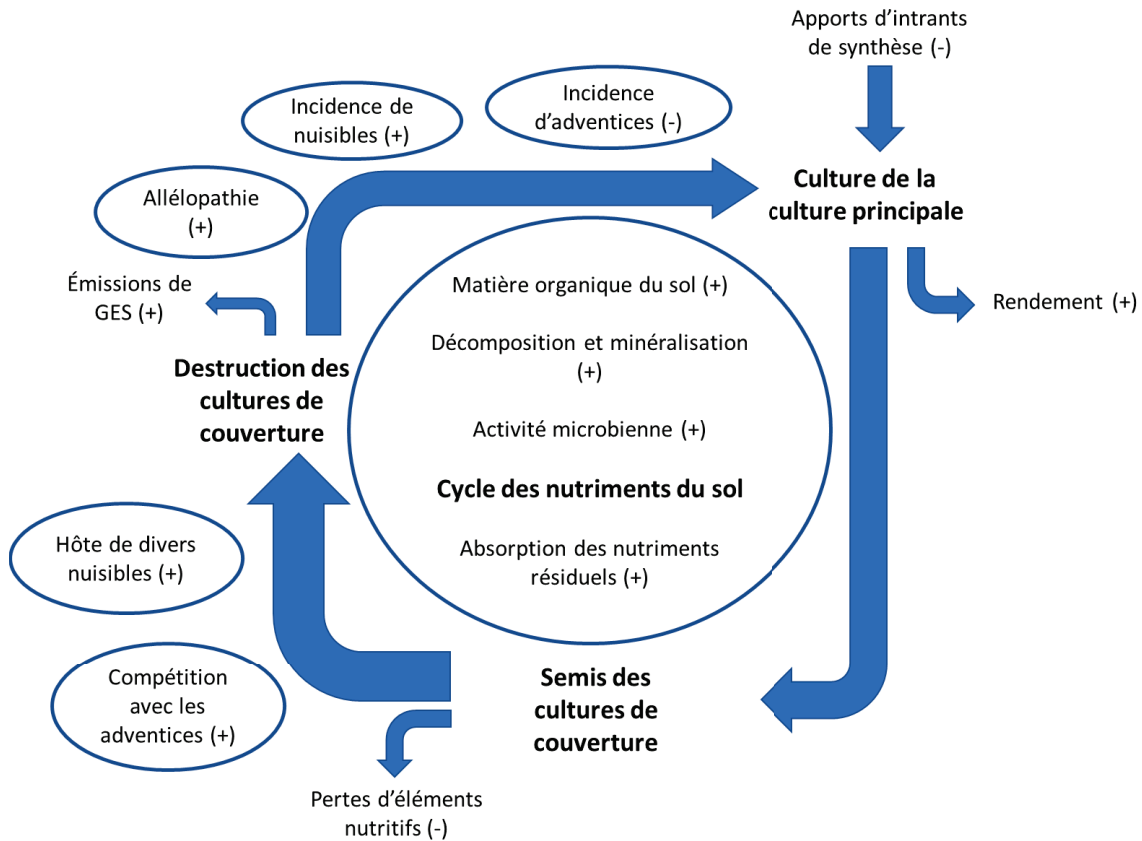 Apports d’intrants
de synthèse (-)
Incidence de
nuisibles (+)
Incidence
d’adventices (-)
Allélopathie
(+)
Culture de la
culture principale
Émissions de
GES (+)
Matière organique du sol (+)
Rendement (+)
Décomposition et minéralisation
(+)
Destruction des
cultures de
couverture
Activité microbienne (+)
Cycle des nutriments du sol
Hôte de divers
nuisibles (+)
Absorption des nutriments
résiduels (+)
Compétition
avec les
adventices (+)
Semis des
cultures de
couverture
Pertes d’éléments
nutritifs (-)